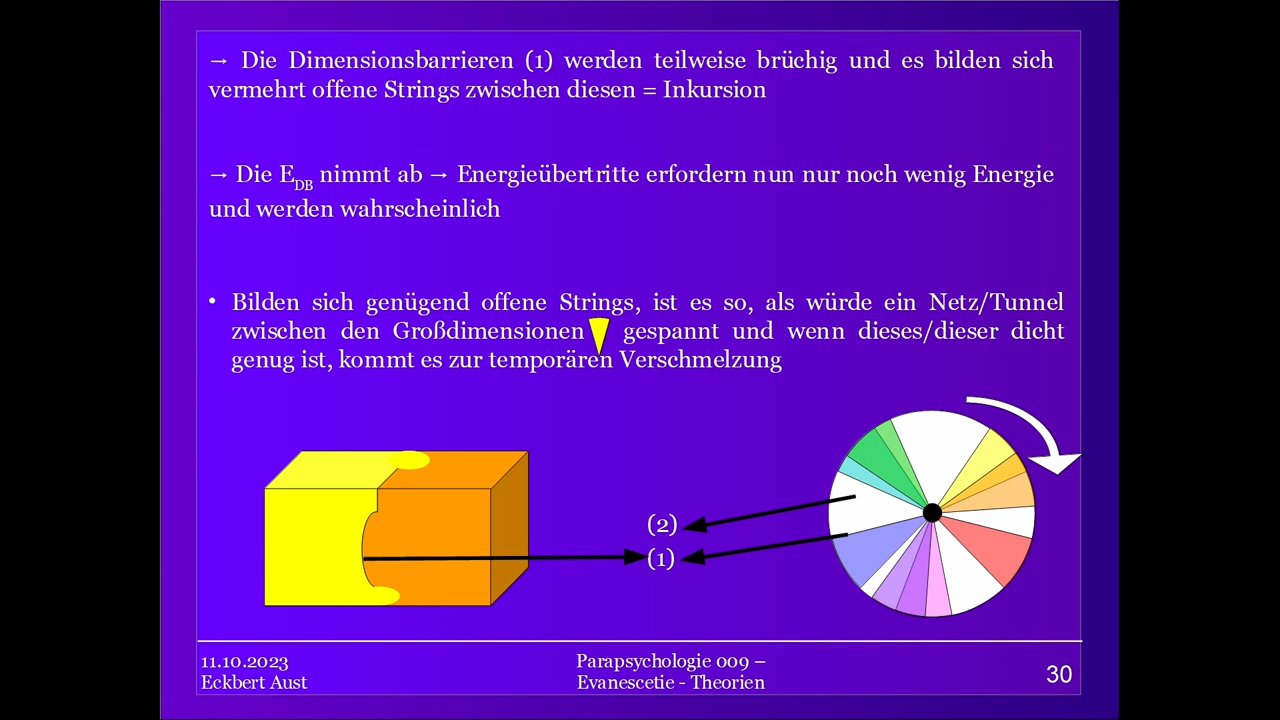 → Die Dimensionsbarrieren (1) werden teilweise brüchig und es bilden sich
vermehrt offene Strings zwischen diesen = Inkursion
→ Die E_DB nimmt ab → Energieübertritte erfordern nun nur noch wenig Energie
und werden wahrscheinlich
• Bilden sich genügend offene Strings, ist es so, als würde ein Netz/Tunnel
zwischen den Großdimensionen gespannt und wenn dieses/dieser dicht
genug ist, kommt es zur temporären Verschmelzung
(2)
(1)
11.10.2023
Eckbert Aust
Parapsychologie 009 –
Evanescetie - Theorien
30